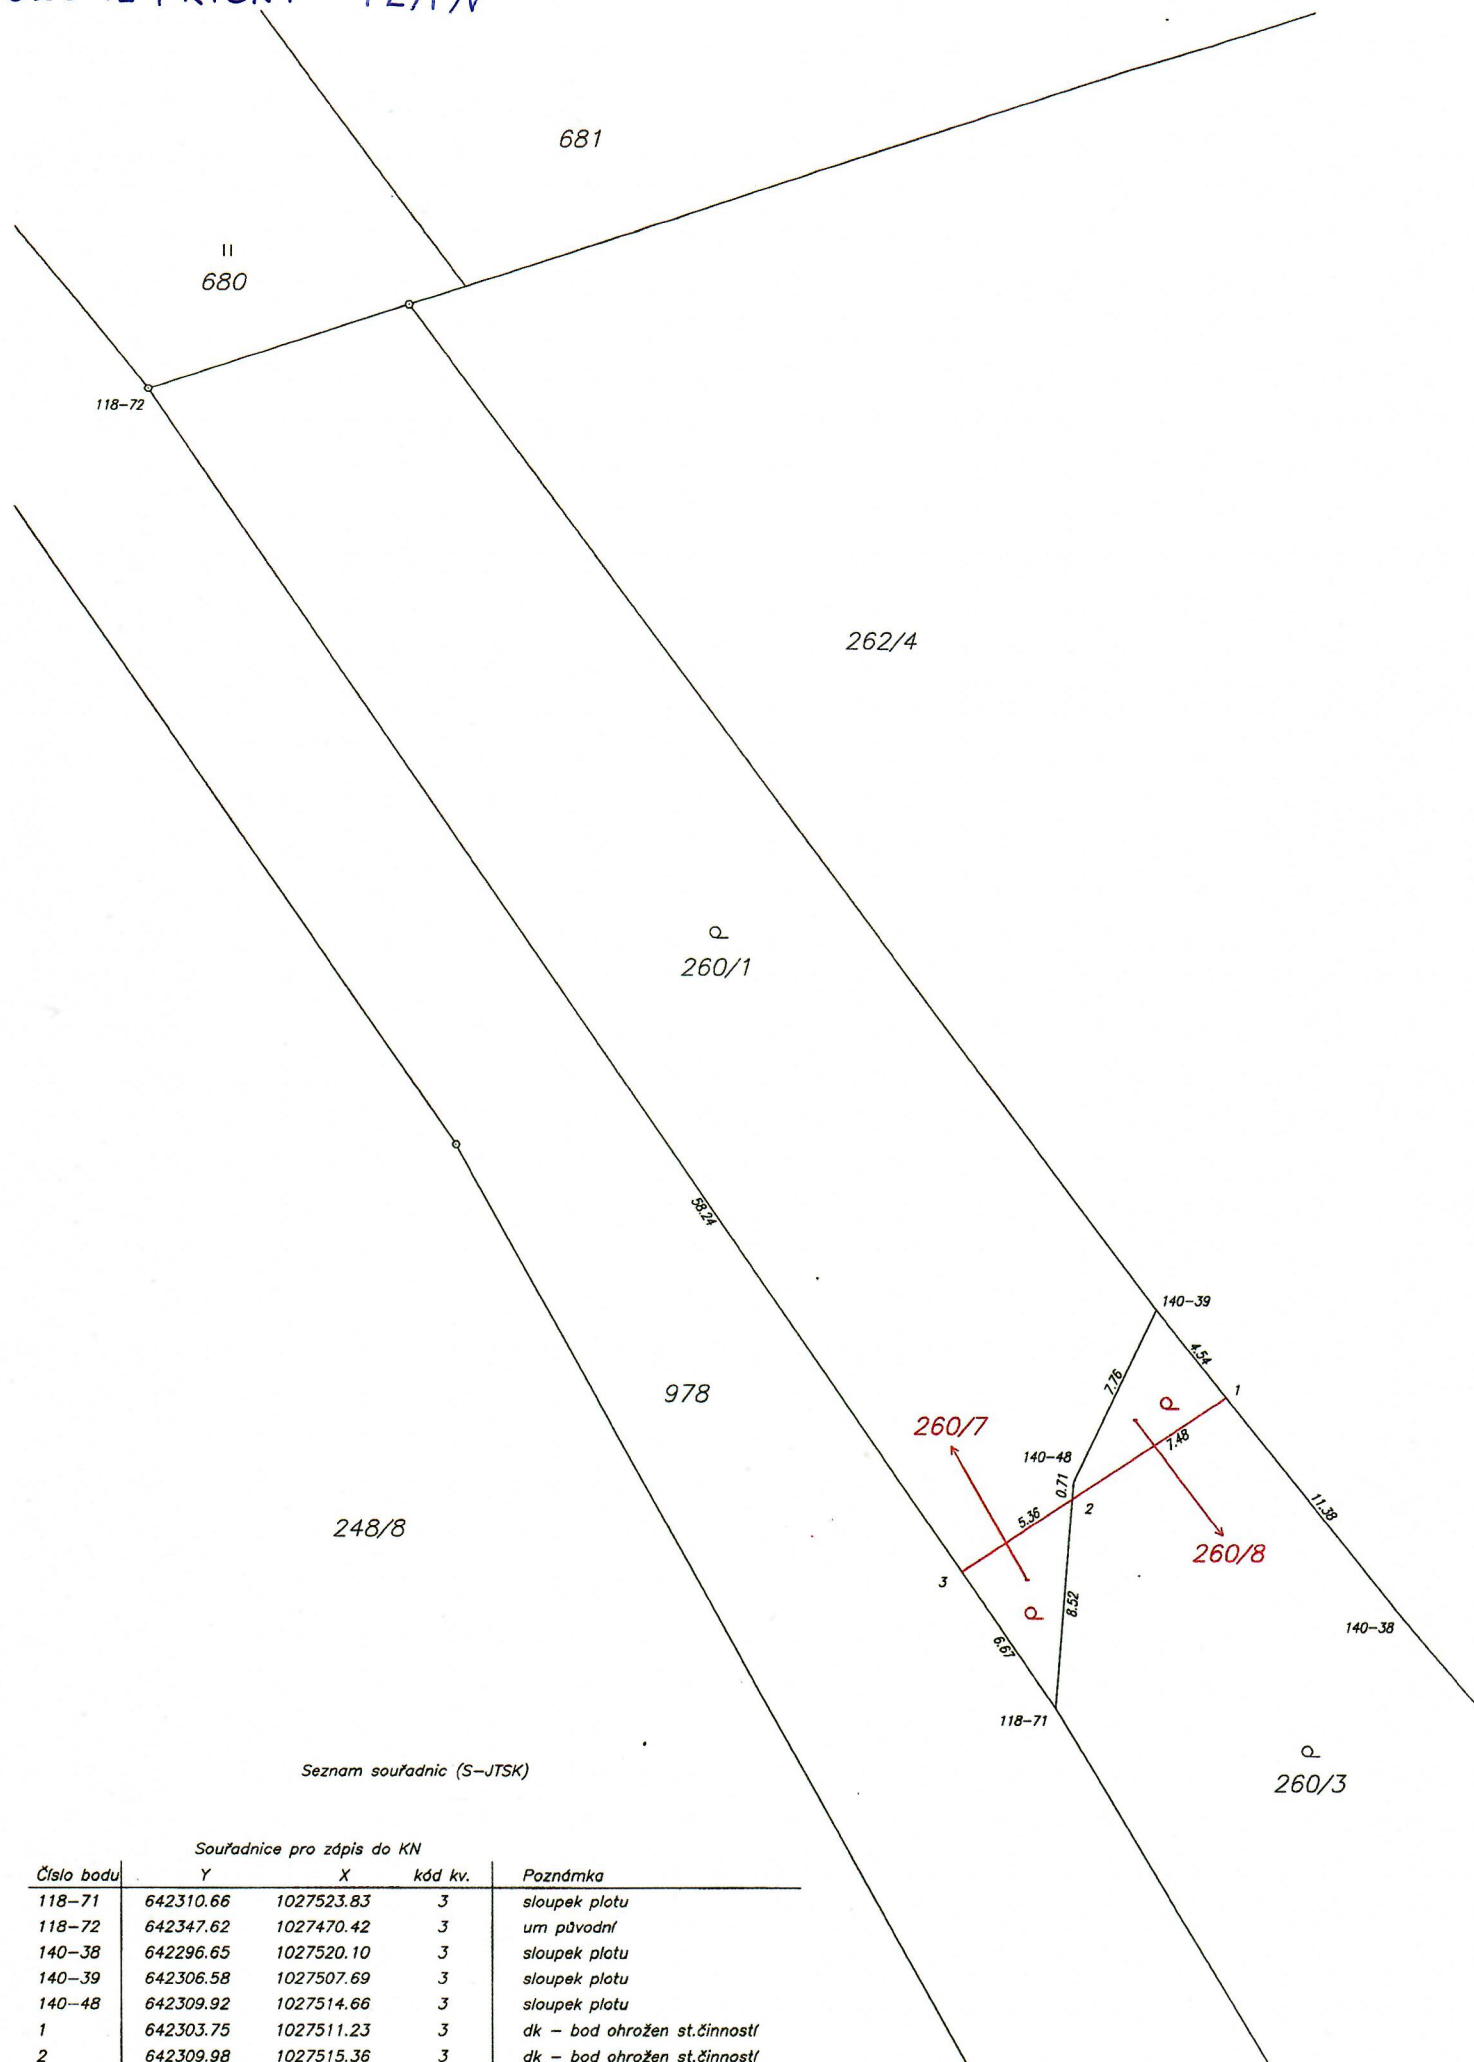 PLÁN
681
II
680
118-72
262/4
ρ
260/1
58.24
140-39
4.54
1
7.76
ρ
978
260/7
7.48
140-48
0.71
2
5.36
11.38
248/8
260/8
3
8.52
ρ
140-38
6.67
118-71
ρ
260/3
Seznam souřadnic (S-JTSK)
Souřadnice pro zápis do KN
Číslo bodu Y X kód kv. Poznámka
118-71 642310.66 1027523.83 3 sloupek plotu
118-72 642347.62 1027470.42 3 um původní
140-38 642296.65 1027520.10 3 sloupek plotu
140-39 642306.58 1027507.69 3 sloupek plotu
140-48 642309.92 1027514.66 3 sloupek plotu
1 642303.75 1027511.23 3 dk - bod ohrožen st.činností
2 642309.98 1027515.36 3 dk - bod ohrožen st.činností